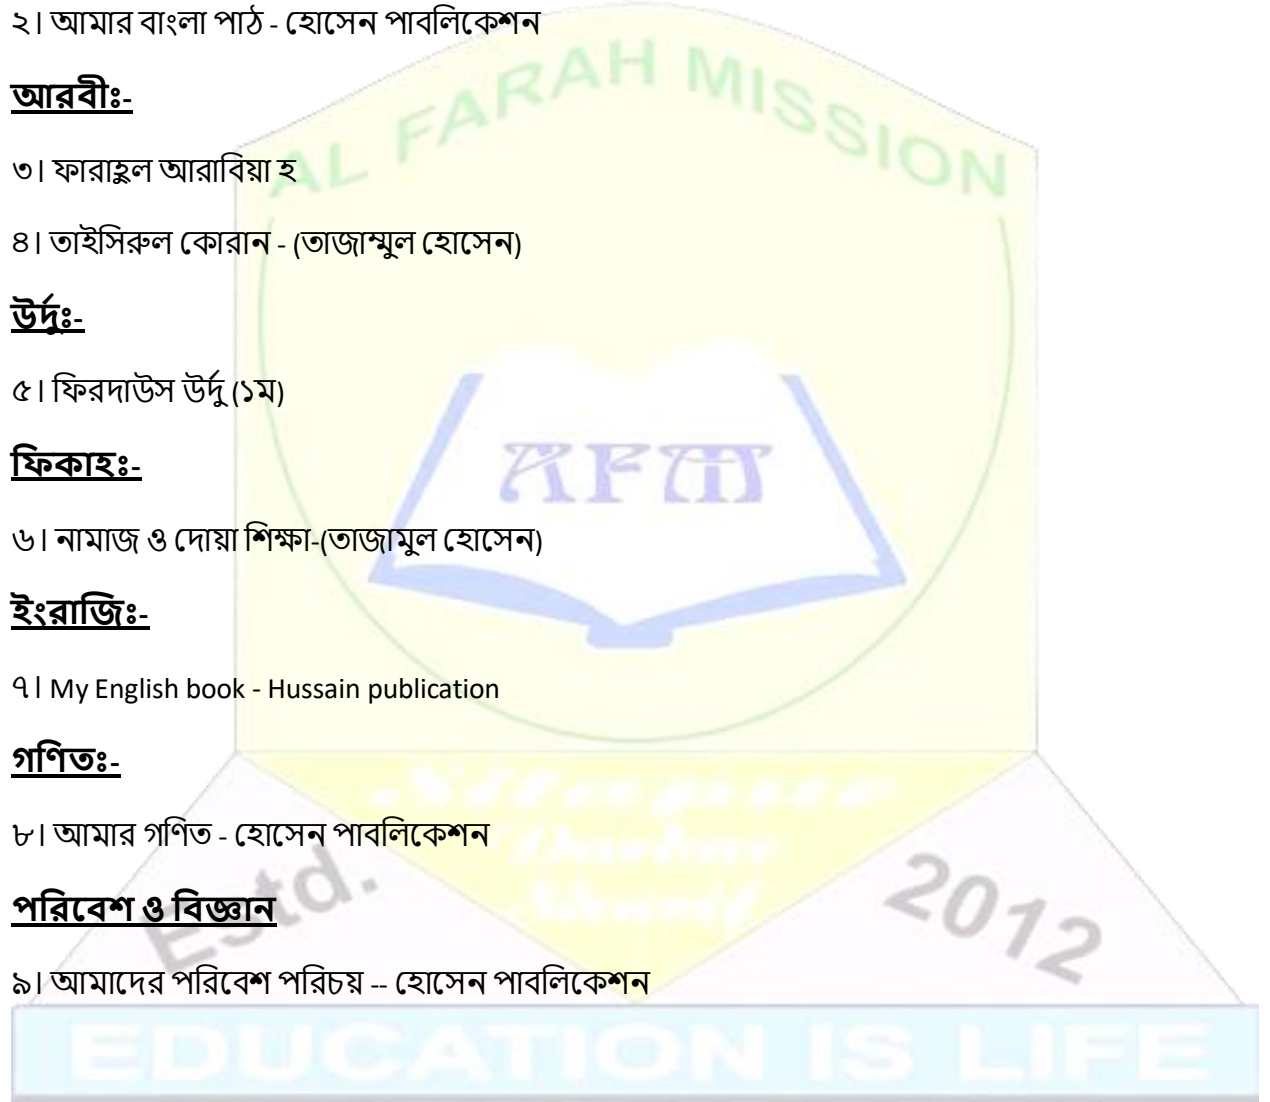 ২। আমার বাংলা পাঠ - হোসেন পাবলিকেশন
আরবীঃ-
৩। ফারাহুল আরাবিয়া হ
৪। তাইসিরুল কোরান - (তাজাম্মুল হোসেন)
উর্দুঃ-
৫। ফিরদাউস উর্দু (১ম)
ফিকাহঃ-
৬। নামাজ ও দোয়া শিক্ষা-(তাজামুল হোসেন)
ইংরাজিঃ-
৭। My English book - Hussain publication
গণিতঃ-
৮। আমার গণিত - হোসেন পাবলিকেশন
পরিবেশ ও বিজ্ঞান
৯। আমাদের পরিবেশ পরিচয় -- হোসেন পাবলিকেশন
AL FARAH MISSION
AFM
Estd. 2012
EDUCATION IS LIFE